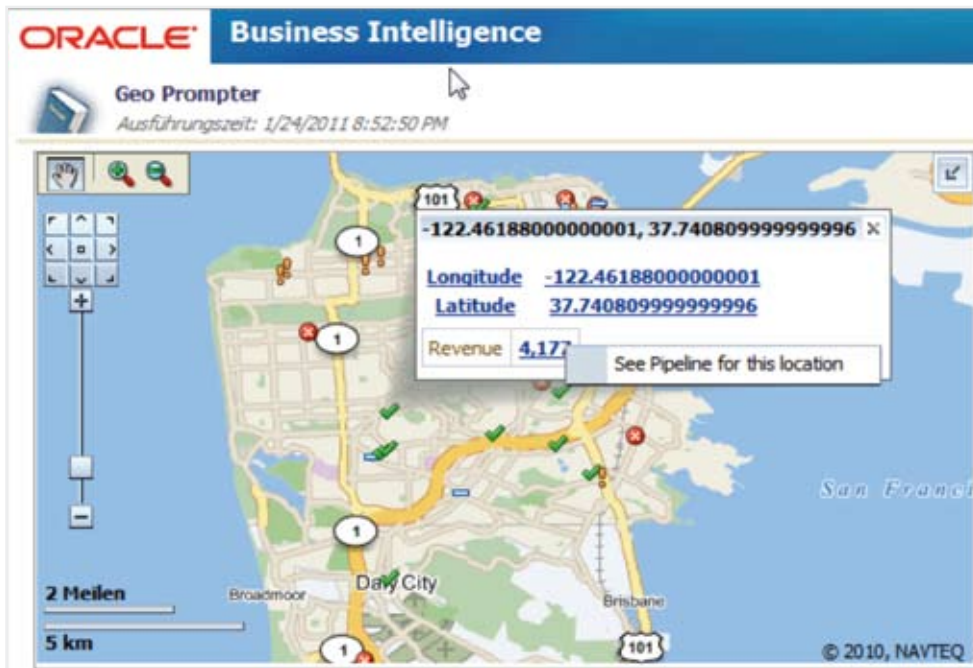 ORACLE Business Intelligence
Geo Prompter
Ausführungszeit: 1/24/2011 8:52:50 PM
101
1
-122.46188000000001, 37.740809999999996
Longitude -122.46188000000001
Latitude 37.740809999999996
Revenue 4,177
See Pipeline for this location
1
San Franci
1
Daly City
2 Meilen
Broadmoor
Brisbane
5 km
1
101
© 2010, NAVTEQ